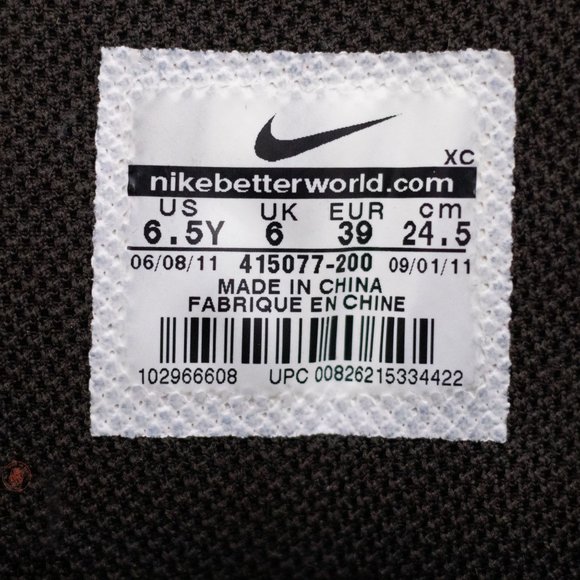 XC
nikebetterworld.com
US UK EUR cm
6.5Y 6 39 24.5
06/08/11 415077-200 09/01/11
MADE IN CHINA
FABRIQUE EN CHINE
102966608 UPC 00826215334422